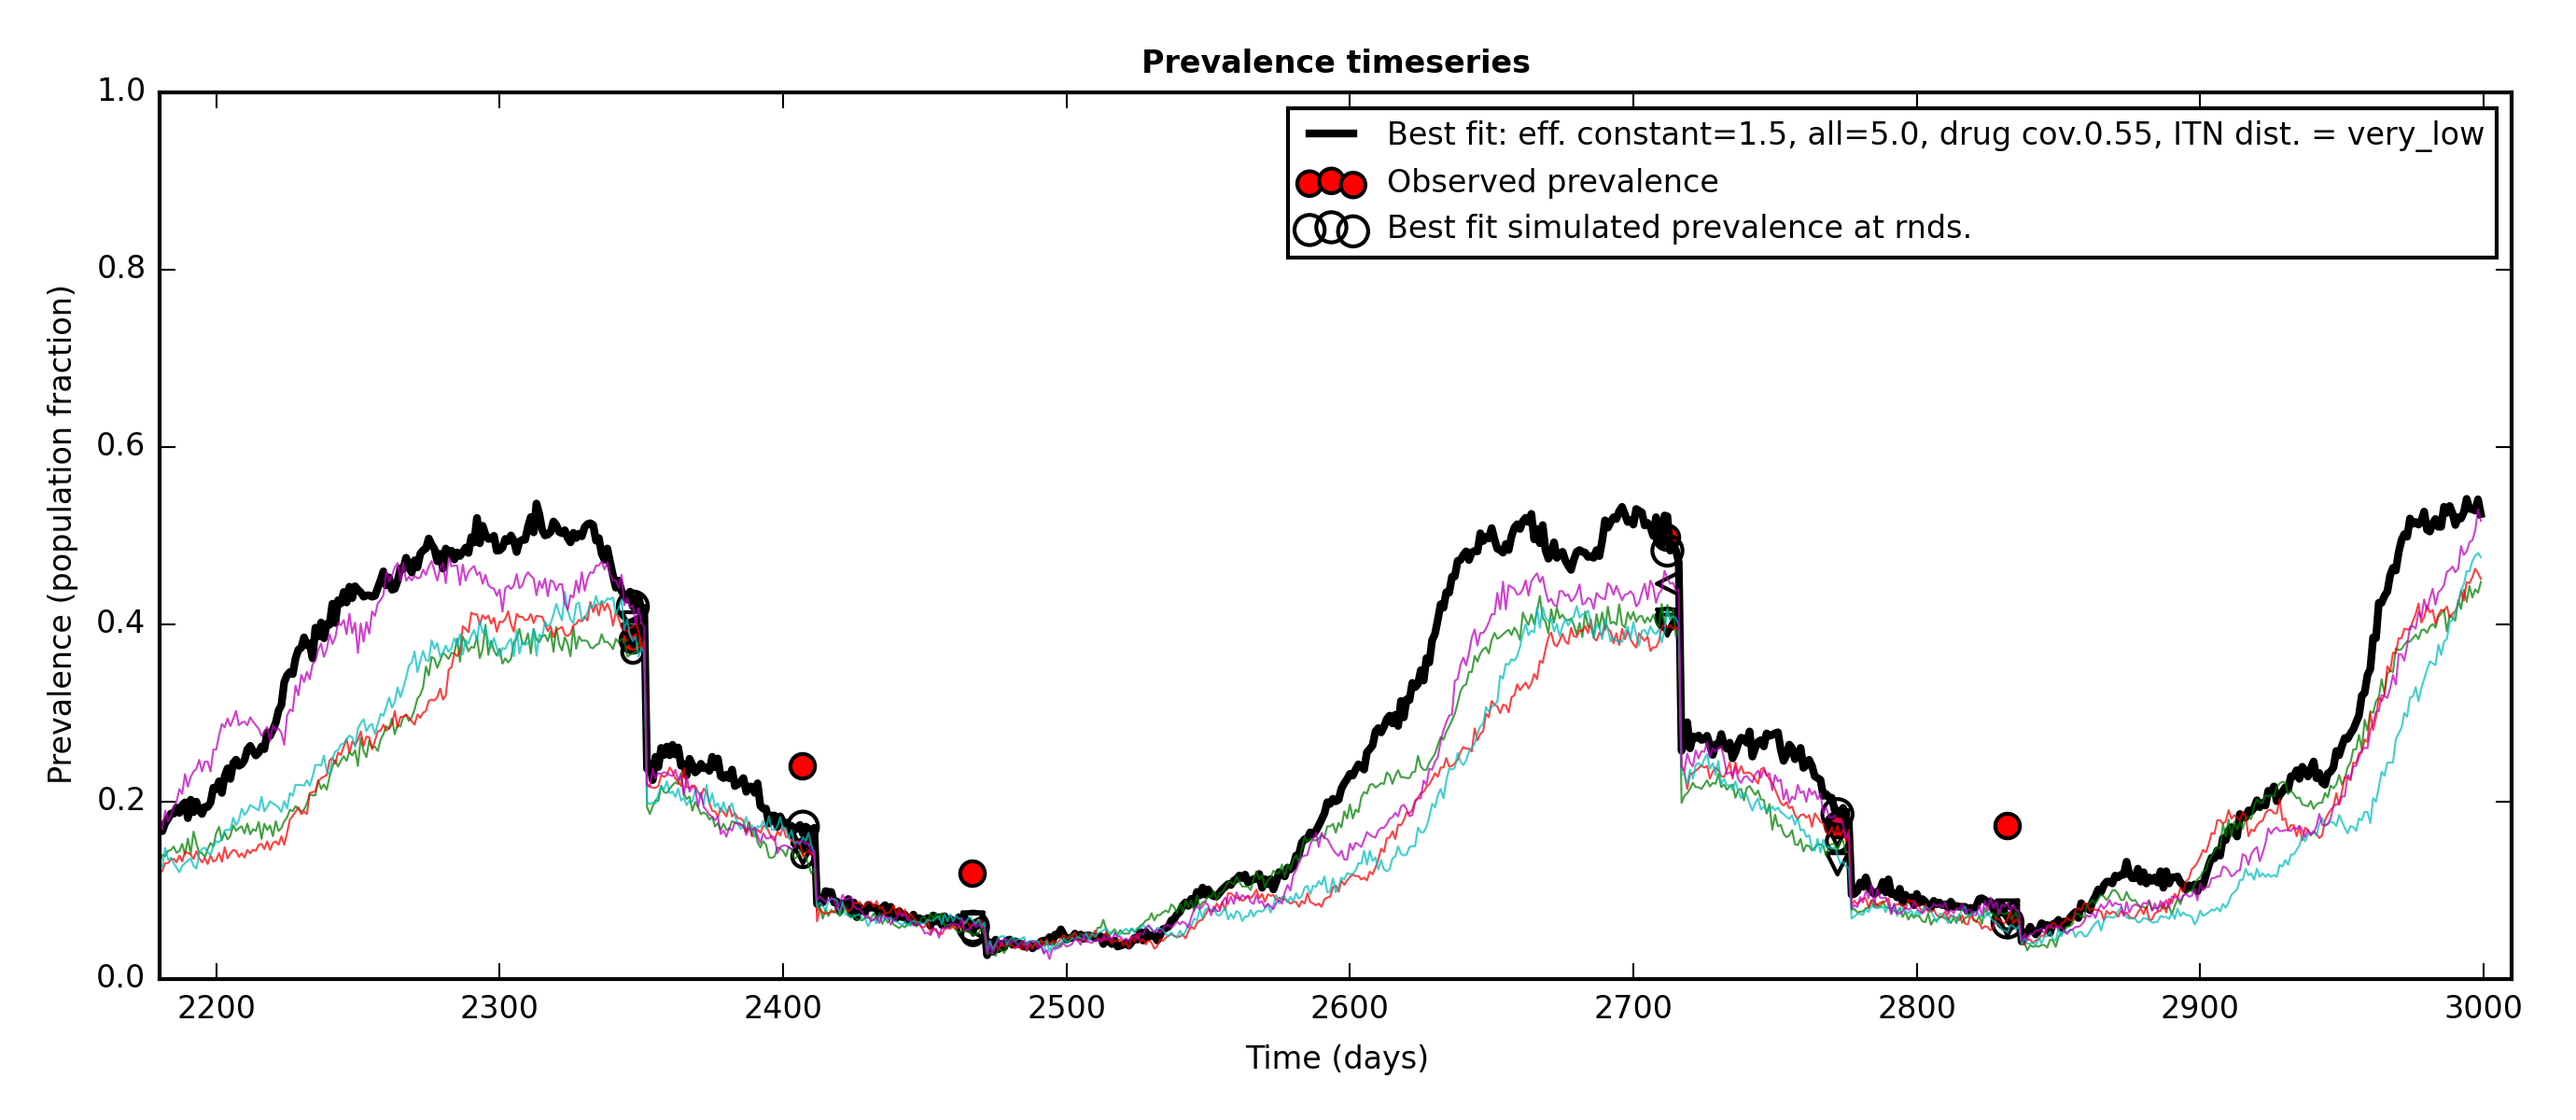 Prevalence timeseries
Best fit: eff. constant=1.5, all=5.0, drug cov.0.55, ITN dist. = very_low
Observed prevalence
Best fit simulated prevalence at rnds.
Prevalence (population fraction)
1.0
0.8
0.6
0.4
0.2
0.0
2200 2300 2400 2500 2600 2700 2800 2900 3000
Time (days)